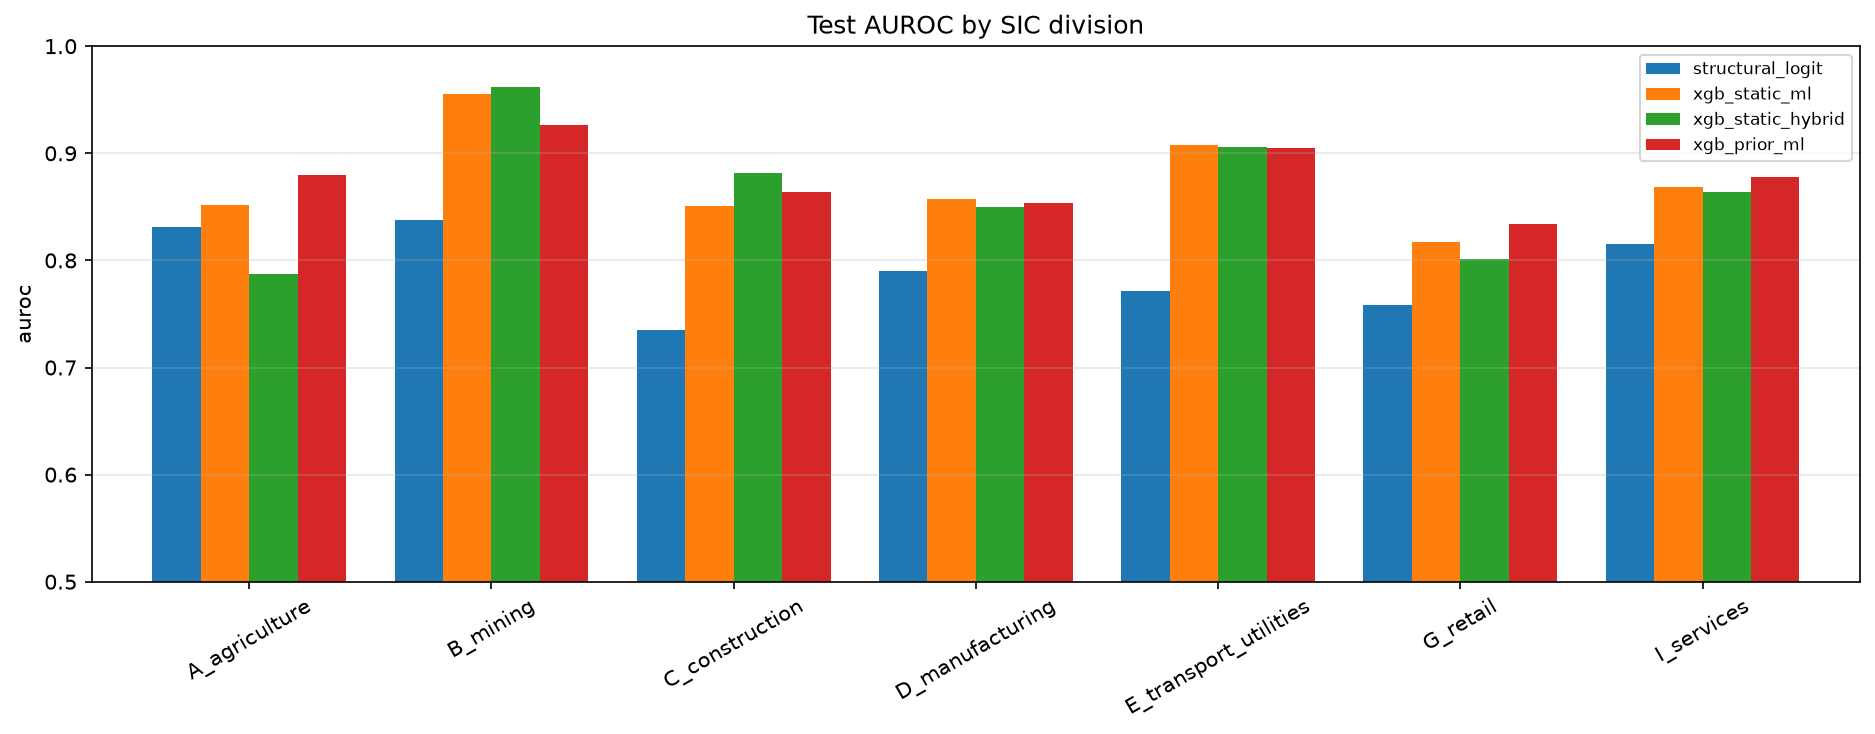 Test AUROC by SIC division
1.0
0.9
0.8
0.7
0.6
0.5
auroc
structural_logit
xgb_static_ml
xgb_static_hybrid
xgb_prior_ml
A_agriculture
B_mining
C_construction
D_manufacturing
E_transport_utilities
G_retail
I_services